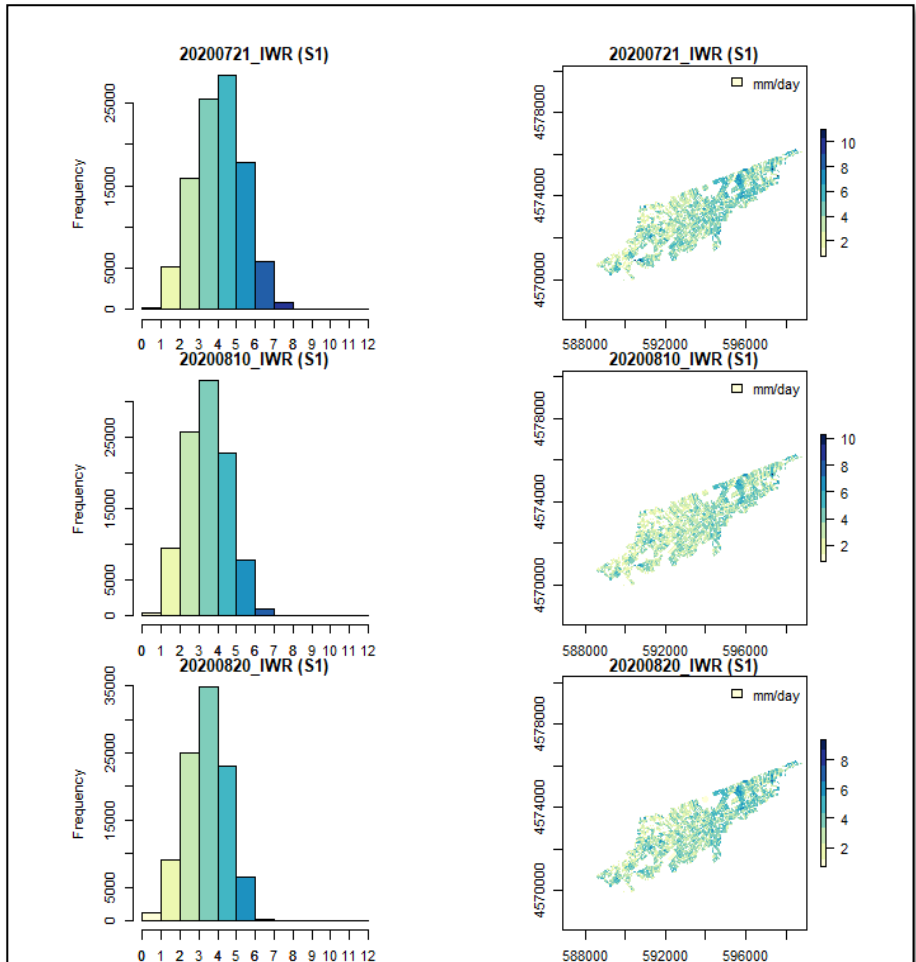 20200721_IWR (S1)
Frequency
25000
15000
5000
0
0 1 2 3 4 5 6 7 8 9 10 11 12
20200721_IWR (S1)
mm/day
4578000
4574000
4570000
588000 592000 596000
10
8
6
4
2
20200810_IWR (S1)
Frequency
25000
15000
5000
0
0 1 2 3 4 5 6 7 8 9 10 11 12
20200810_IWR (S1)
mm/day
4578000
4574000
4570000
588000 592000 596000
10
8
6
4
2
20200820_IWR (S1)
Frequency
35000
25000
15000
5000
0
0 1 2 3 4 5 6 7 8 9 10 11 12
20200820_IWR (S1)
mm/day
4578000
4574000
4570000
588000 592000 596000
8
6
4
2